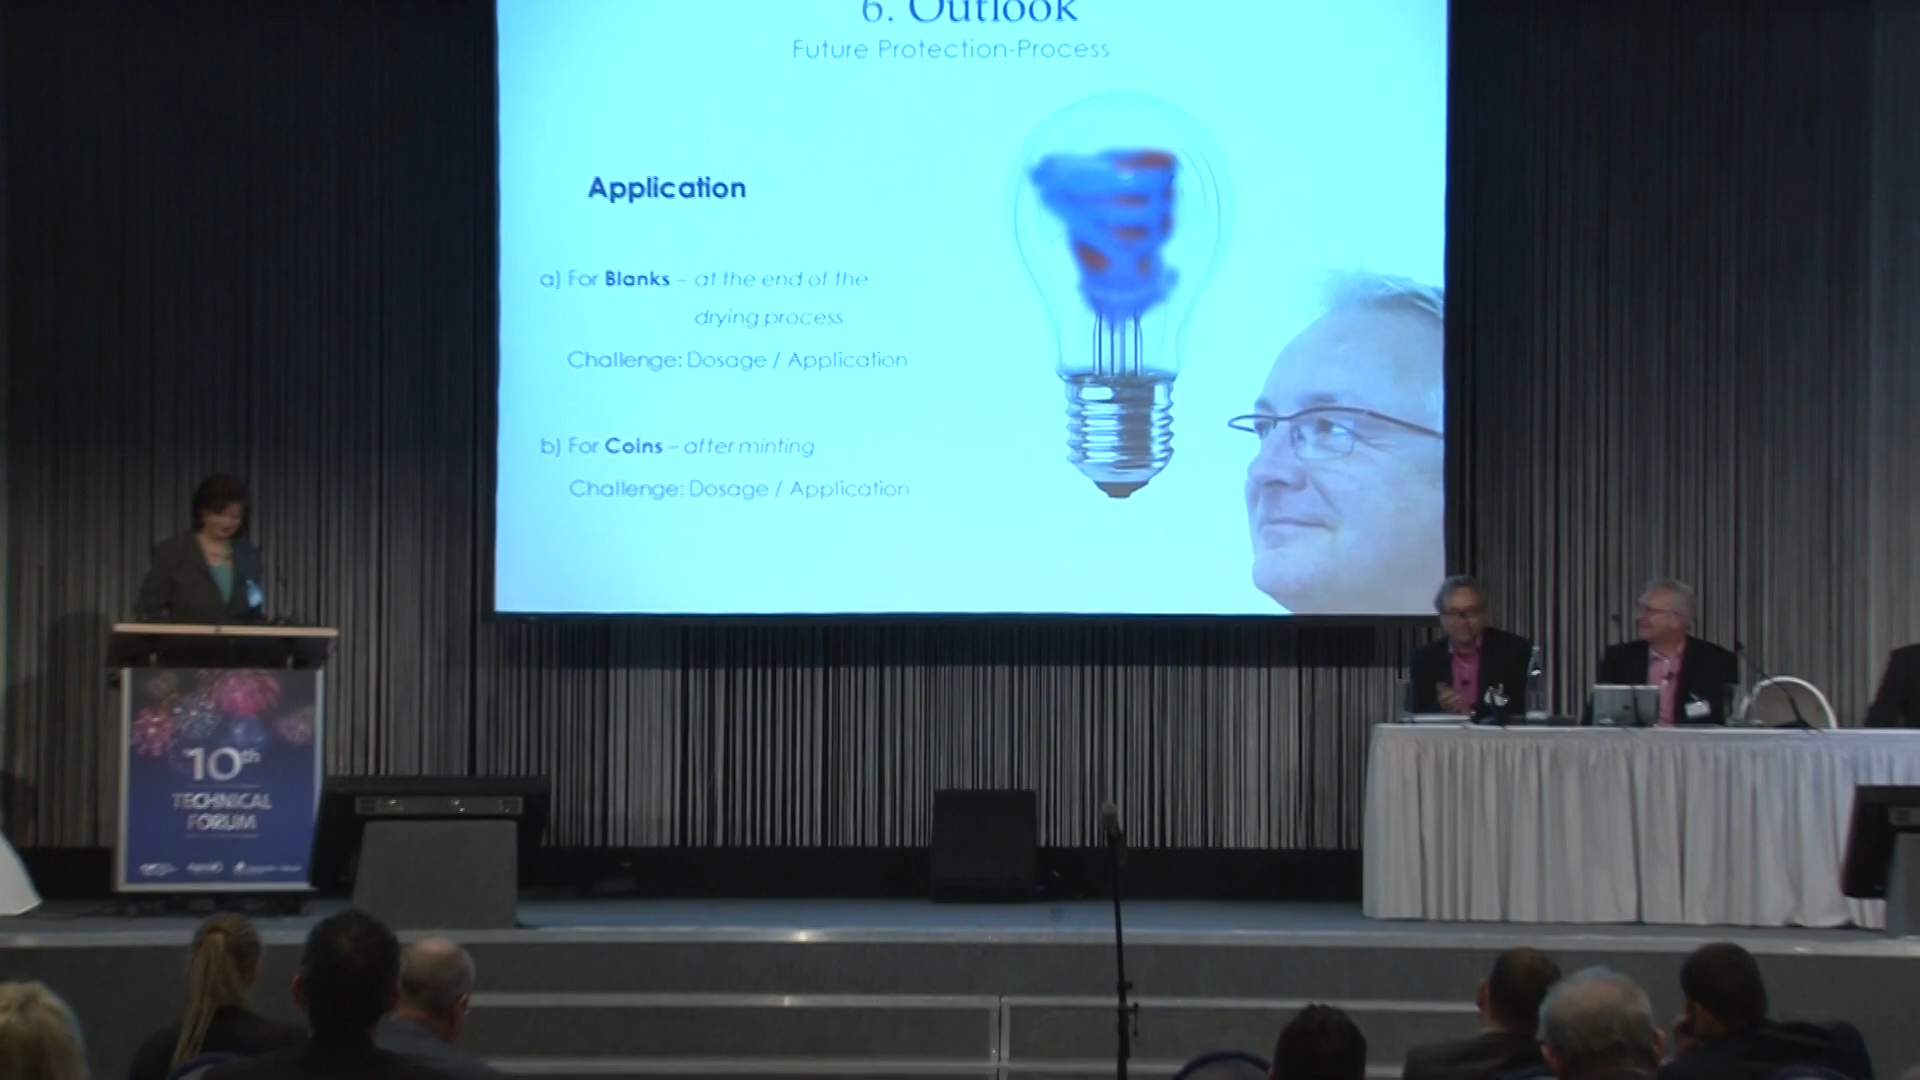 6. Outlook
Future Protection-Process
Application
a) For Blanks – at the end of the
drying process
Challenge: Dosage / Application
b) For Coins – after minting
Challenge: Dosage / Application
10th
TECHNICAL
FORUM